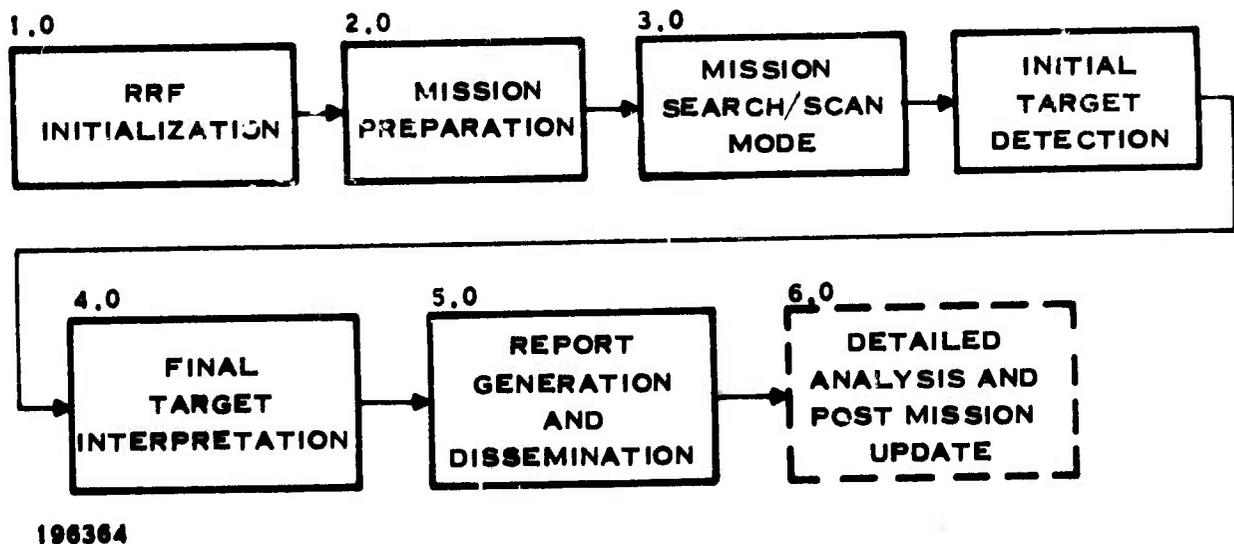 1.0
RRF
INITIALIZATION
2.0
MISSION
PREPARATION
3.0
MISSION
SEARCH/SCAN
MODE
INITIAL
TARGET
DETECTION
4.0
FINAL
TARGET
INTERPRETATION
5.0
REPORT
GENERATION
AND
DISSEMINATION
6.0
DETAILED
ANALYSIS AND
POST MISSION
UPDATE
196364